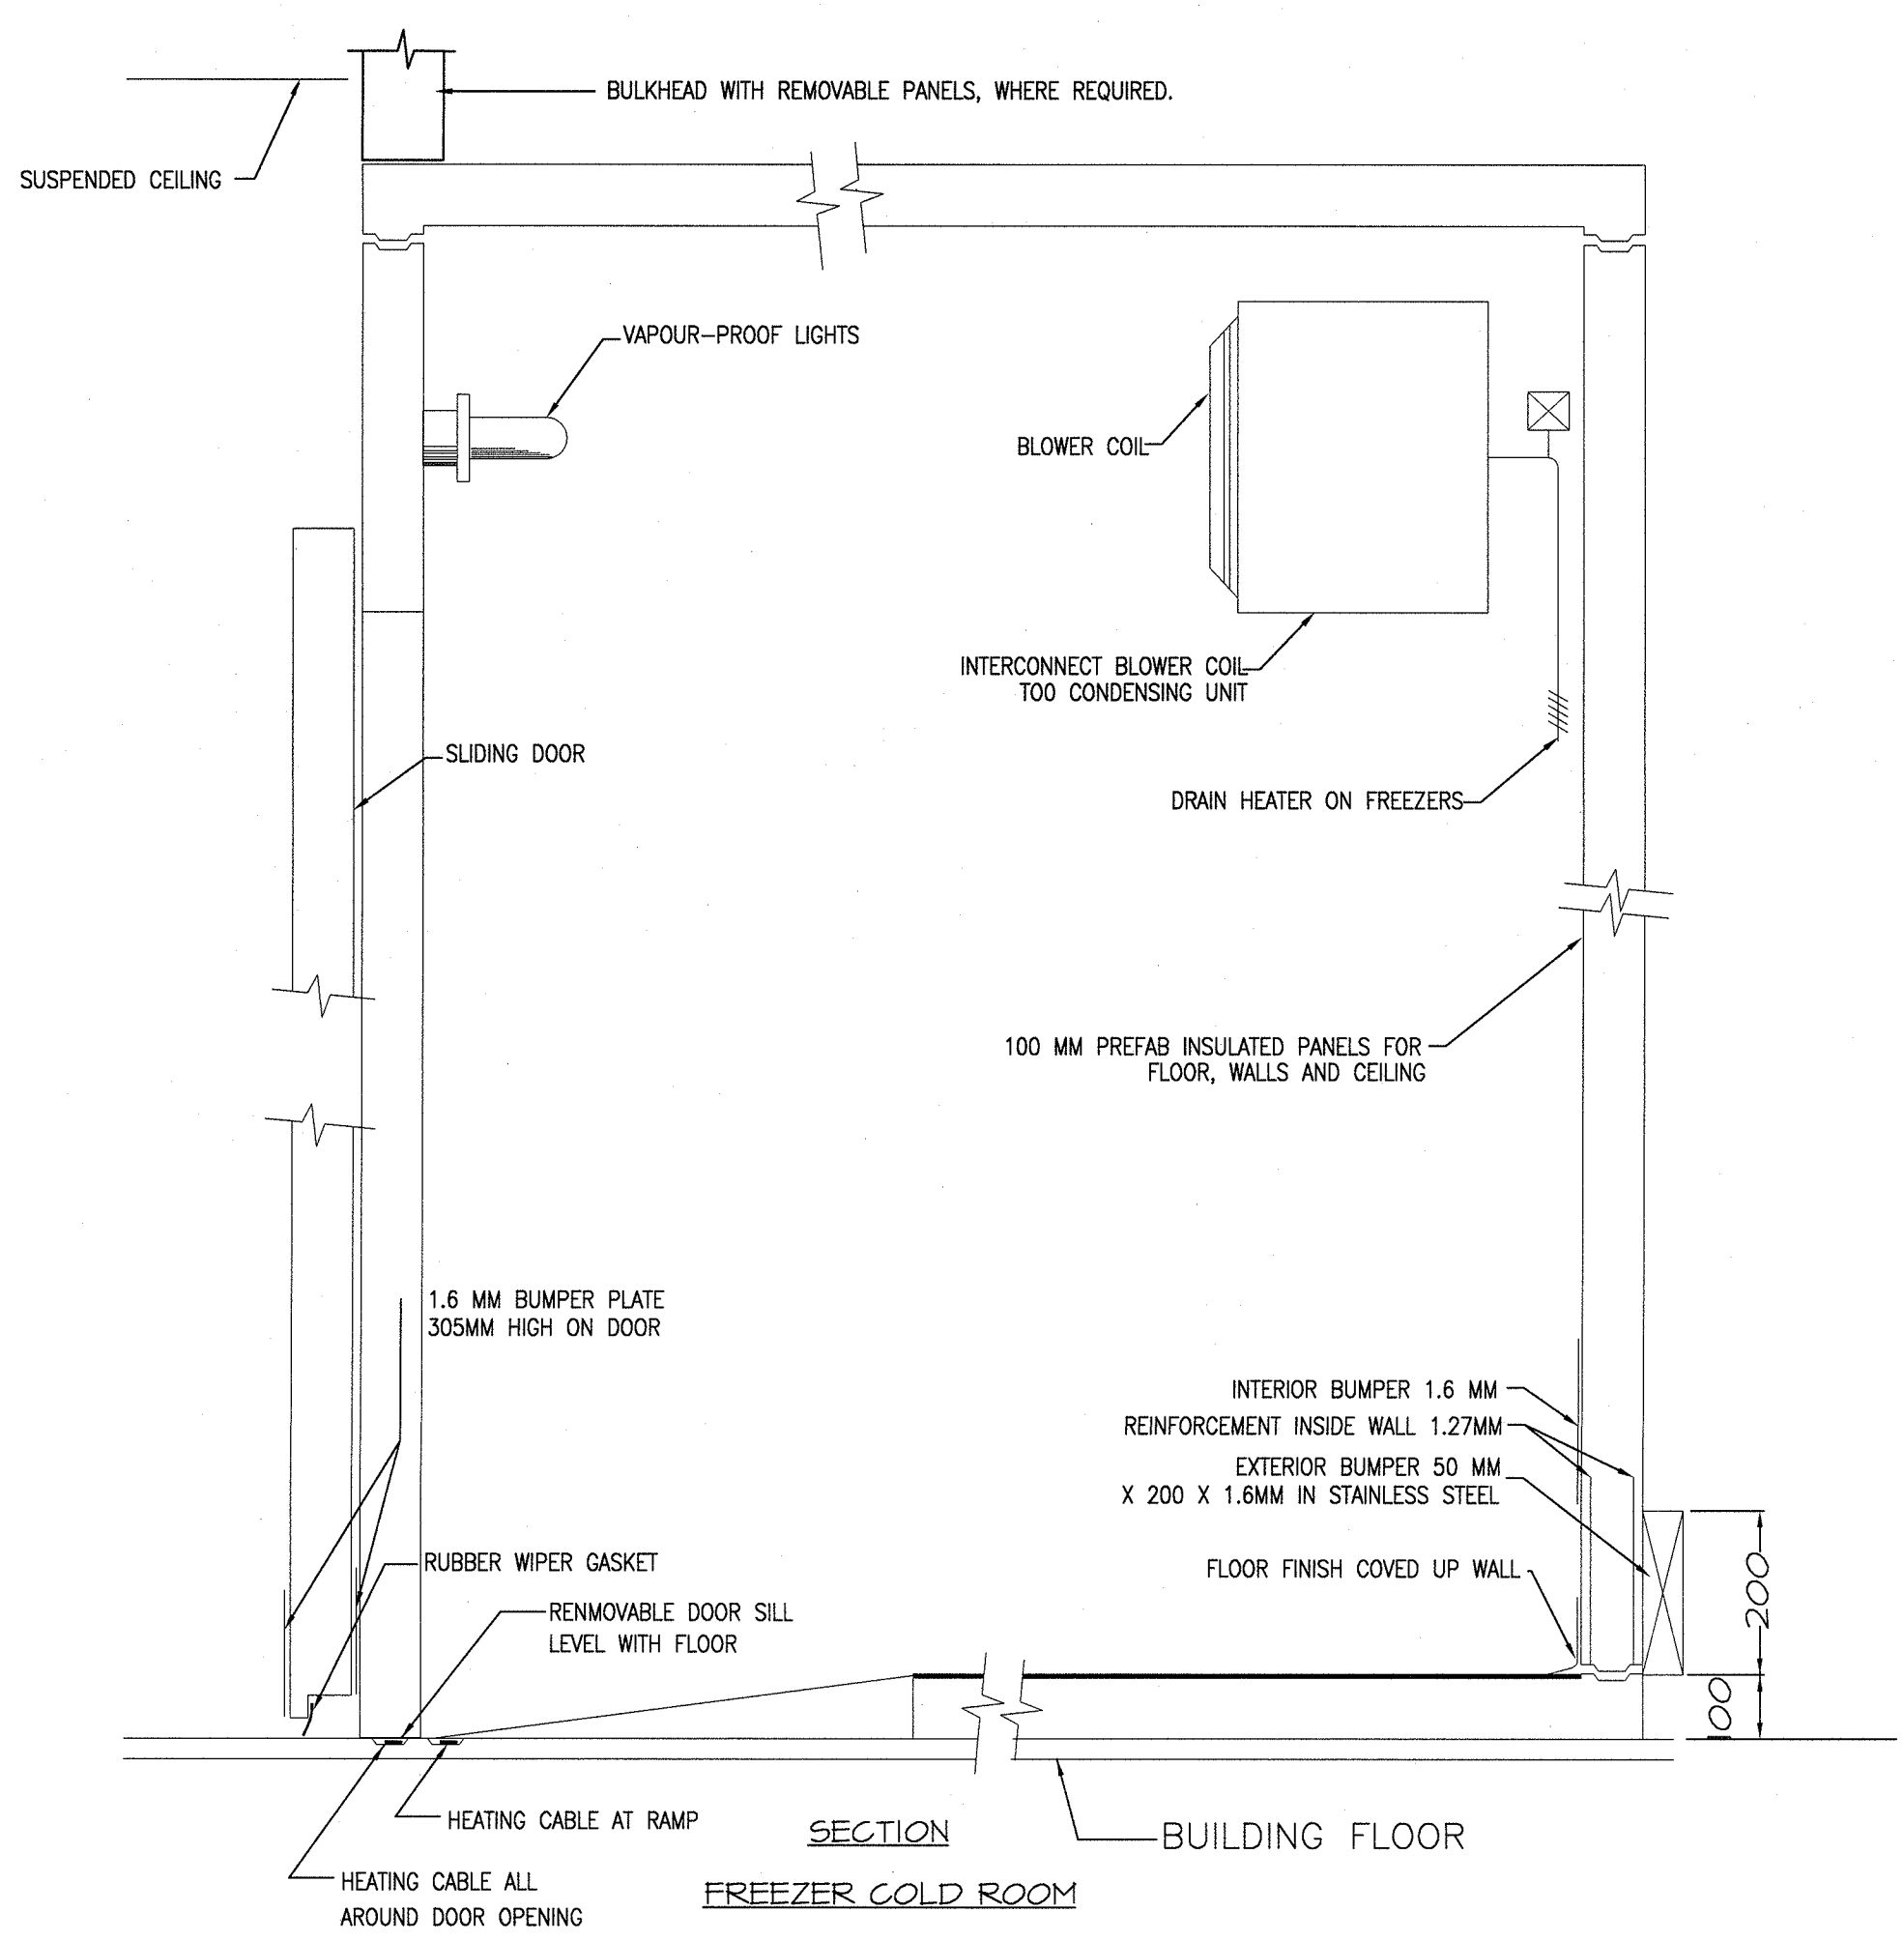 BULKHEAD WITH REMOVABLE PANELS, WHERE REQUIRED.
SUSPENDED CEILING
VAPOUR-PROOF LIGHTS
BLOWER COIL
INTERCONNECT BLOWER COIL
TOO CONDENSING UNIT
SLIDING DOOR
DRAIN HEATER ON FREEZERS
100 MM PREFAB INSULATED PANELS FOR
FLOOR, WALLS AND CEILING
1.6 MM BUMPER PLATE
305MM HIGH ON DOOR
INTERIOR BUMPER 1.6 MM
REINFORCEMENT INSIDE WALL 1.27MM
EXTERIOR BUMPER 50 MM
X 200 X 1.6MM IN STAINLESS STEEL
RUBBER WIPER GASKET
FLOOR FINISH COVED UP WALL
200
RENMOVABLE DOOR SILL
LEVEL WITH FLOOR
100
HEATING CABLE AT RAMP
SECTION
BUILDING FLOOR
HEATING CABLE ALL
AROUND DOOR OPENING
FREEZER COLD ROOM